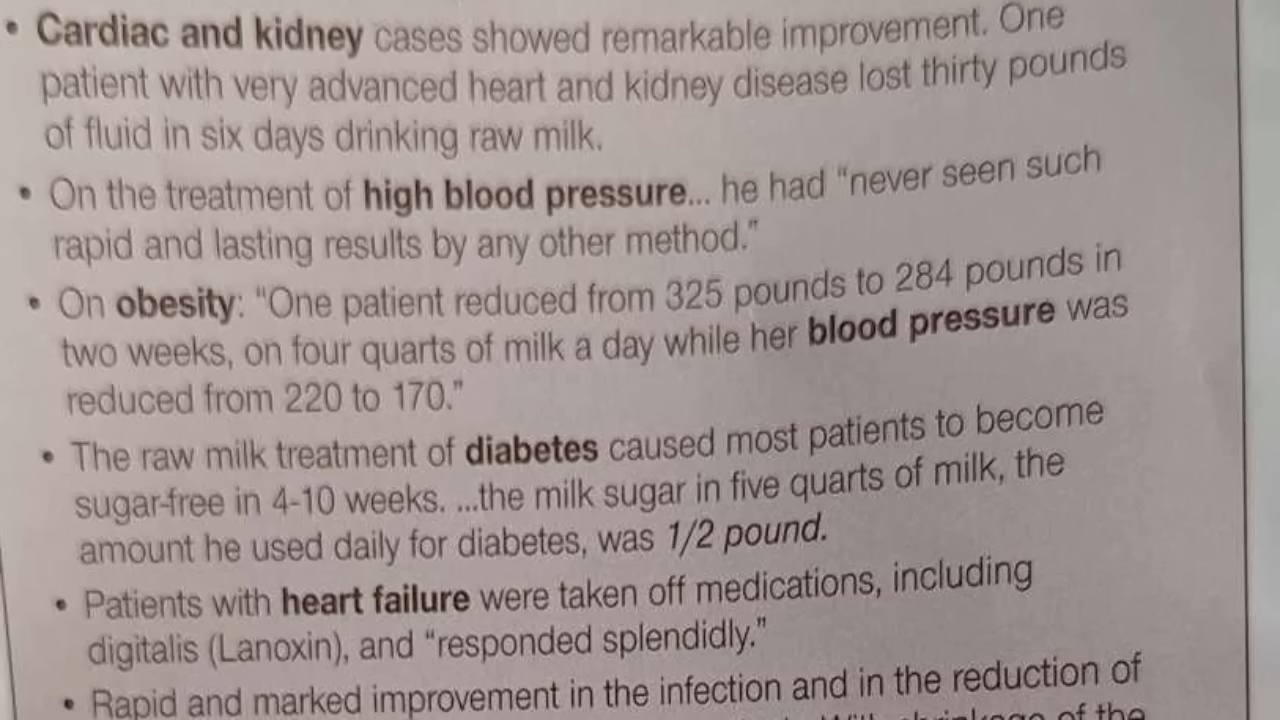 • Cardiac and kidney cases showed remarkable improvement. One
patient with very advanced heart and kidney disease lost thirty pounds
of fluid in six days drinking raw milk.
• On the treatment of high blood pressure... he had “never seen such
rapid and lasting results by any other method.”
• On obesity: “One patient reduced from 325 pounds to 284 pounds in
two weeks, on four quarts of milk a day while her blood pressure was
reduced from 220 to 170.”
• The raw milk treatment of diabetes caused most patients to become
sugar-free in 4-10 weeks. ...the milk sugar in five quarts of milk, the
amount he used daily for diabetes, was 1/2 pound.
• Patients with heart failure were taken off medications, including
digitalis (Lanoxin), and “responded splendidly.”
• Rapid and marked improvement in the infection and in the reduction of
of the